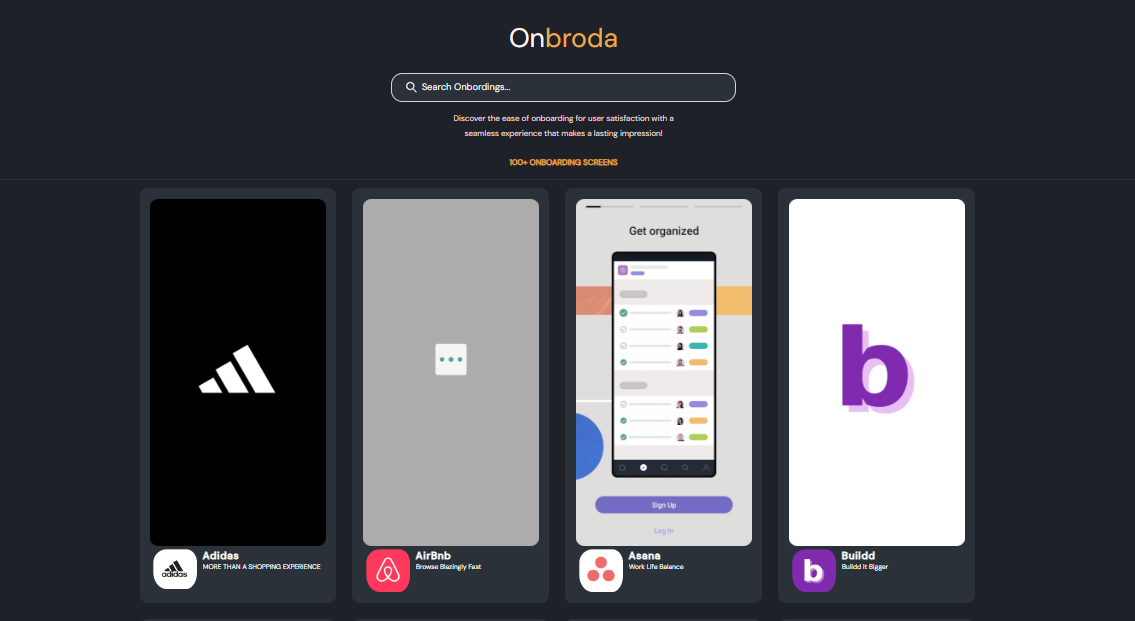 Onbroda
Search Onbordings...
Discover the ease of onboarding for user satisfaction with a
seamless experience that makes a lasting impression!
100+ ONBOARDING SCREENS
Get organized
Sign Up
Log In
b
adidas
Adidas
MORE THAN A SHOPPING EXPERIENCE
AirBnb
Browse Blazingly Fast
Asana
Work Life Balance
b
Buildd
Buildd it Bigger